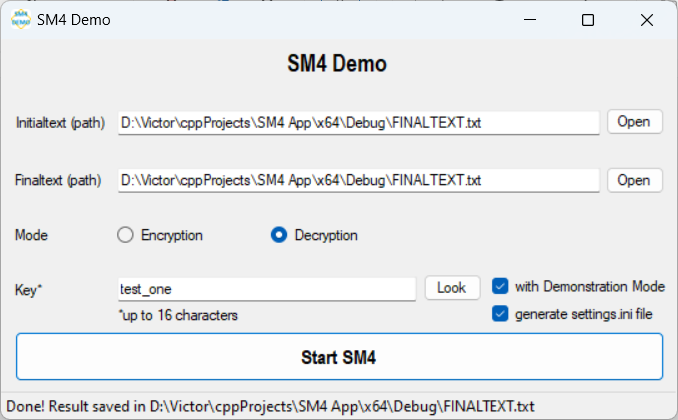 SM4 Demo
SM4 Demo
Initialtext (path) D:\Victor\cppProjects\SM4 App\x64\Debug\FINALTEXT.txt Open
Finaltext (path) D:\Victor\cppProjects\SM4 App\x64\Debug\FINALTEXT.txt Open
Mode Encryption Decryption
Key* test_one Look with Demonstration Mode
*up to 16 characters generate settings.ini file
Start SM4
Done! Result saved in D:\Victor\cppProjects\SM4 App\x64\Debug\FINALTEXT.txt